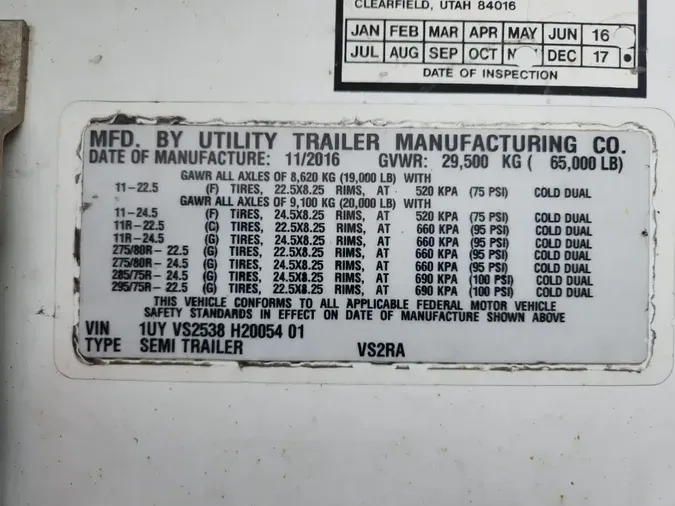 CLEARFIELD, UTAH 84016
JAN FEB MAR APR MAY JUN 16
JUL AUG SEP OCT DEC 17
DATE OF INSPECTION
MFD. BY UTILITY TRAILER MANUFACTURING CO.
DATE OF MANUFACTURE: 11/2016 GVWR: 29,500 KG ( 65,000 LB)
GAWR ALL AXLES OF 8,620 KG (19,000 LB) WITH
11-22.5 (F) TIRES, 22.5X8.25 RIMS, AT 520 KPA (75 PSI) COLD DUAL
GAWR ALL AXLES OF 9,100 KG (20,000 LB) WITH
11-24.5 (F) TIRES, 24.5X8.25 RIMS, AT 520 KPA (75 PSI) COLD DUAL
11R-22.5 (C) TIRES, 22.5X8.25 RIMS, AT 660 KPA (95 PSI) COLD DUAL
11R-24.5 (G) TIRES, 24.5X8.25 RIMS, AT 660 KPA (95 PSI) COLD DUAL
275/80R- 22.5 (G) TIRES, 22.5X8.25 RIMS, AT 660 KPA (95 PSI) COLD DUAL
275/80R- 24.5 (G) TIRES, 24.5X8.25 RIMS, AT 660 KPA (95 PSI) COLD DUAL
285/75R- 24.5 (G) TIRES, 24.5X8.25 RIMS, AT 690 KPA (100 PSI) COLD DUAL
295/75R- 22.5 (G) TIRES, 22.5X8.25 RIMS, AT 690 KPA (100 PSI) COLD DUAL
THIS VEHICLE CONFORMS TO ALL APPLICABLE FEDERAL MOTOR VEHICLE
SAFETY STANDARDS IN EFFECT ON DATE OF MANUFACTURE SHOWN ABOVE
VIN 1UY VS2538 H20054 01
TYPE SEMI TRAILER VS2RA